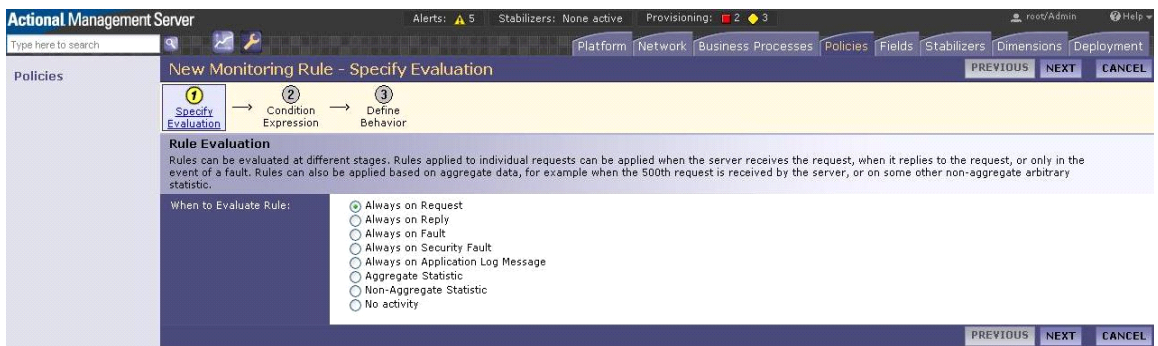 Actional Management Server
Alerts: 5 Stabilizers: None active Provisioning: 2 3
root/Admin Help
Type here to search
Platform Network Business Processes Policies Fields Stabilizers Dimensions Deployment
Policies
New Monitoring Rule - Specify Evaluation
PREVIOUS NEXT CANCEL
1 Specify Evaluation
2 Condition Expression
3 Define Behavior
Rule Evaluation
Rules can be evaluated at different stages. Rules applied to individual requests can be applied when the server receives the request, when it replies to the request, or only in the
event of a fault. Rules can also be applied based on aggregate data, for example when the 500th request is received by the server, or on some other non-aggregate arbitrary
statistic.
When to Evaluate Rule:
Always on Request
Always on Reply
Always on Fault
Always on Security Fault
Always on Application Log Message
Aggregate Statistic
Non-Aggregate Statistic
No activity
PREVIOUS NEXT CANCEL